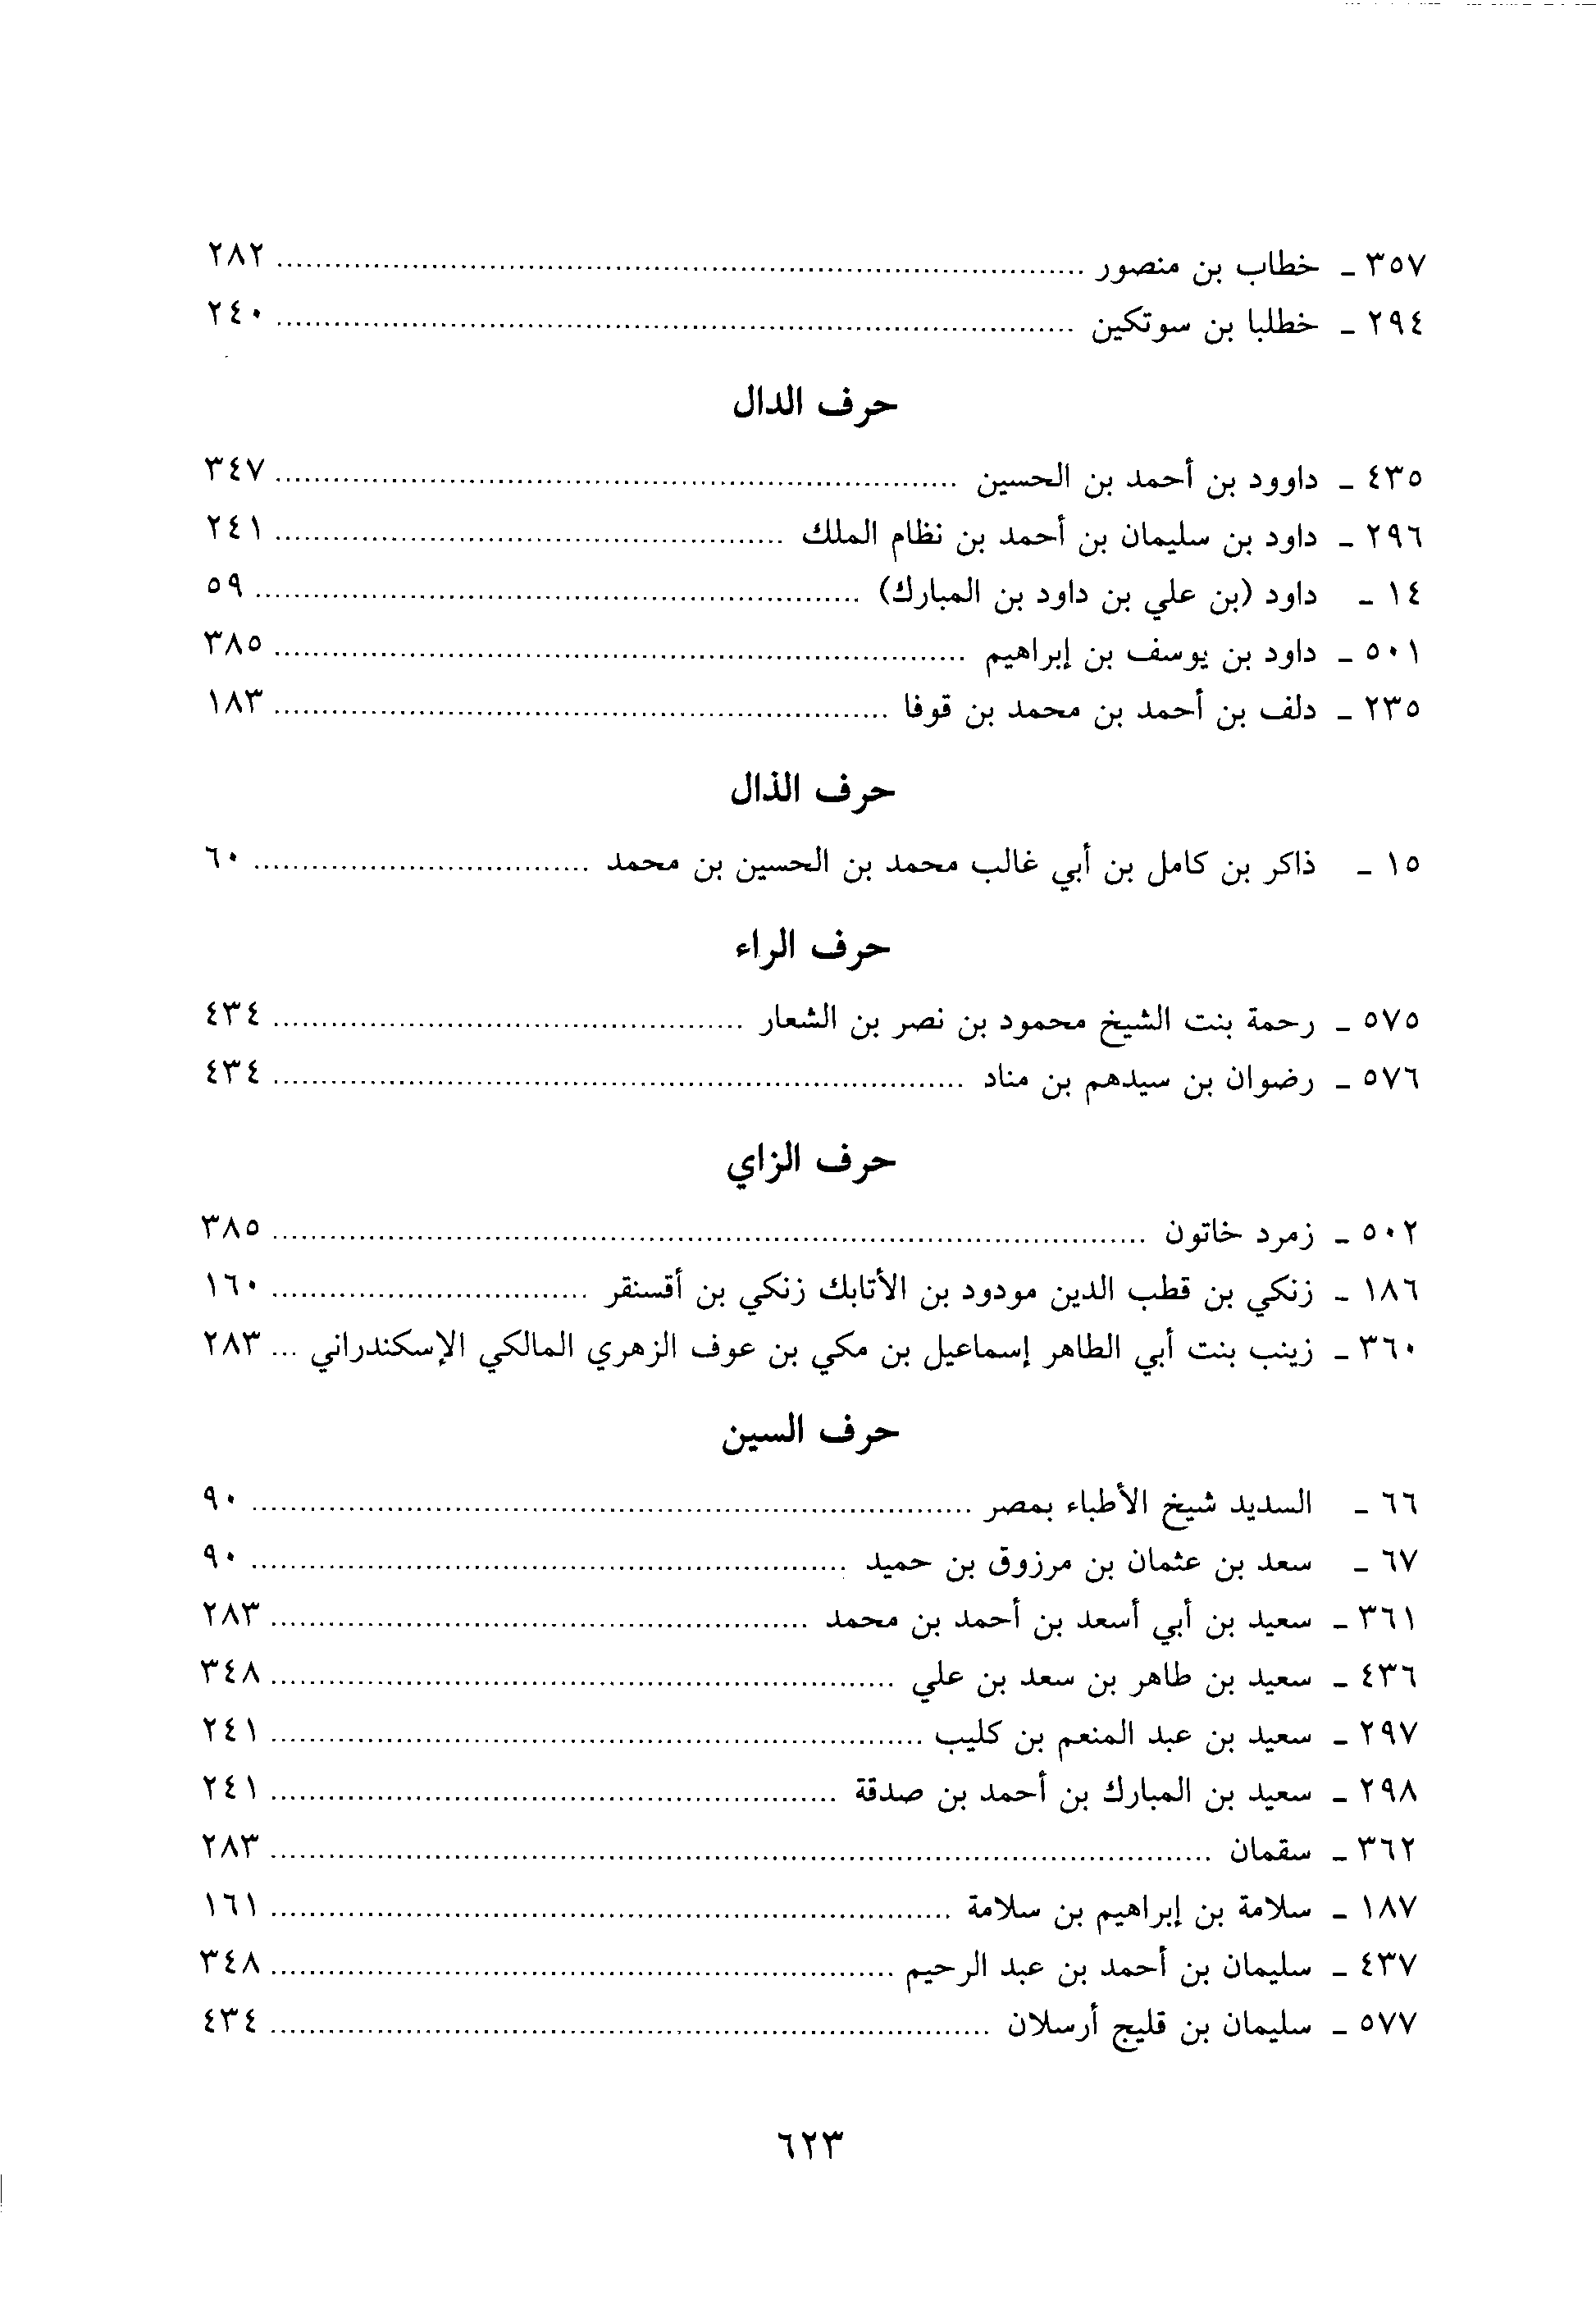 ٣٥٧ ـ خطاب بن منصور ........ ٢٨٢
٢٩٤ ـ خطلبا بن سوتكين ........ ٢٤٠
حرف الدال
٤٣٥ ـ داوود بن أحمد بن الحسين ........ ٣٤٧
٢٩٦ ـ داود بن سليمان بن أحمد بن نظام الملك ........ ٢٤١
١٤ ـ داود (بن علي بن داود بن المبارك) ........ ٥٩
٥٠١ ـ داود بن يوسف بن إبراهيم ........ ٣٨٥
٢٣٥ ـ دلف بن أحمد بن محمد بن قوفا ........ ١٨٣
حرف الذال
١٥ ـ ذاكر بن كامل بن أبي غالب محمد بن الحسين بن محمد ........ ٦٠
حرف الراء
٥٧٥ ـ رحمة بنت الشيخ محمود بن نصر بن الشعار ........ ٤٣٤
٥٧٦ ـ رضوان بن سيدهم بن مناد ........ ٤٣٤
حرف الزاي
٥٠٢ ـ زمرد خاتون ........ ٣٨٥
١٨٦ ـ زنكي بن قطب الدين مودود بن الأتابك زنكي بن أقسنقر ........ ١٦٠
٣٦٠ ـ زينب بنت أبي الطاهر إسماعيل بن مكي بن عوف الزهري المالكي الإسكندراني ... ٢٨٣
حرف السين
٦٦ ـ السديد شيخ الأطباء بمصر ........ ٩٠
٦٧ ـ سعد بن عثمان بن مرزوق بن حميد ........ ٩٠
٣٦١ ـ سعيد بن أبي أسعد بن أحمد بن محمد ........ ٢٨٣
٤٣٦ ـ سعيد بن طاهر بن سعد بن علي ........ ٣٤٨
٢٩٧ ـ سعيد بن عبد المنعم بن كليب ........ ٢٤١
٢٩٨ ـ سعيد بن المبارك بن أحمد بن صدقة ........ ٢٤١
٣٦٢ ـ سقمان ........ ٢٨٣
١٨٧ ـ سلامة بن إبراهيم بن سلامة ........ ١٦١
٤٣٧ ـ سليمان بن أحمد بن عبد الرحيم ........ ٣٤٨
٥٧٧ ـ سليمان بن قليج أرسلان ........ ٤٣٤
٦٢٣